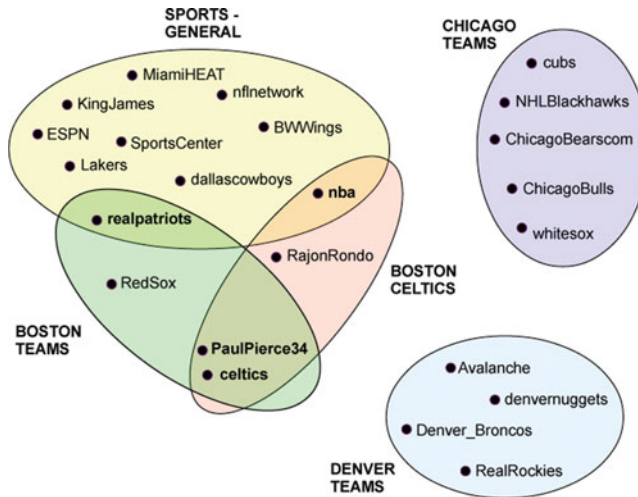 SPORTS -
GENERAL
MiamiHEAT
nflnetwork
KingJames
BWWings
ESPN
SportsCenter
Lakers
dallascowboys
nba
realpatriots
RajonRondo
RedSox
BOSTON
CELTICS
BOSTON
TEAMS
PaulPierce34
celtics
CHICAGO
TEAMS
cubs
NHLBlackhawks
ChicagoBearscom
ChicagoBulls
whitesox
Avalanche
denvernuggets
Denver_Broncos
RealRockies
DENVER
TEAMS